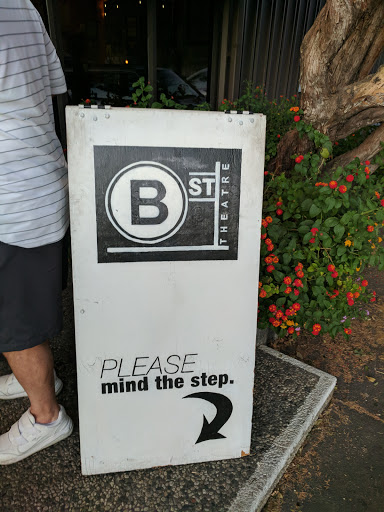 B ST
THEATRE
PLEASE
mind the step.